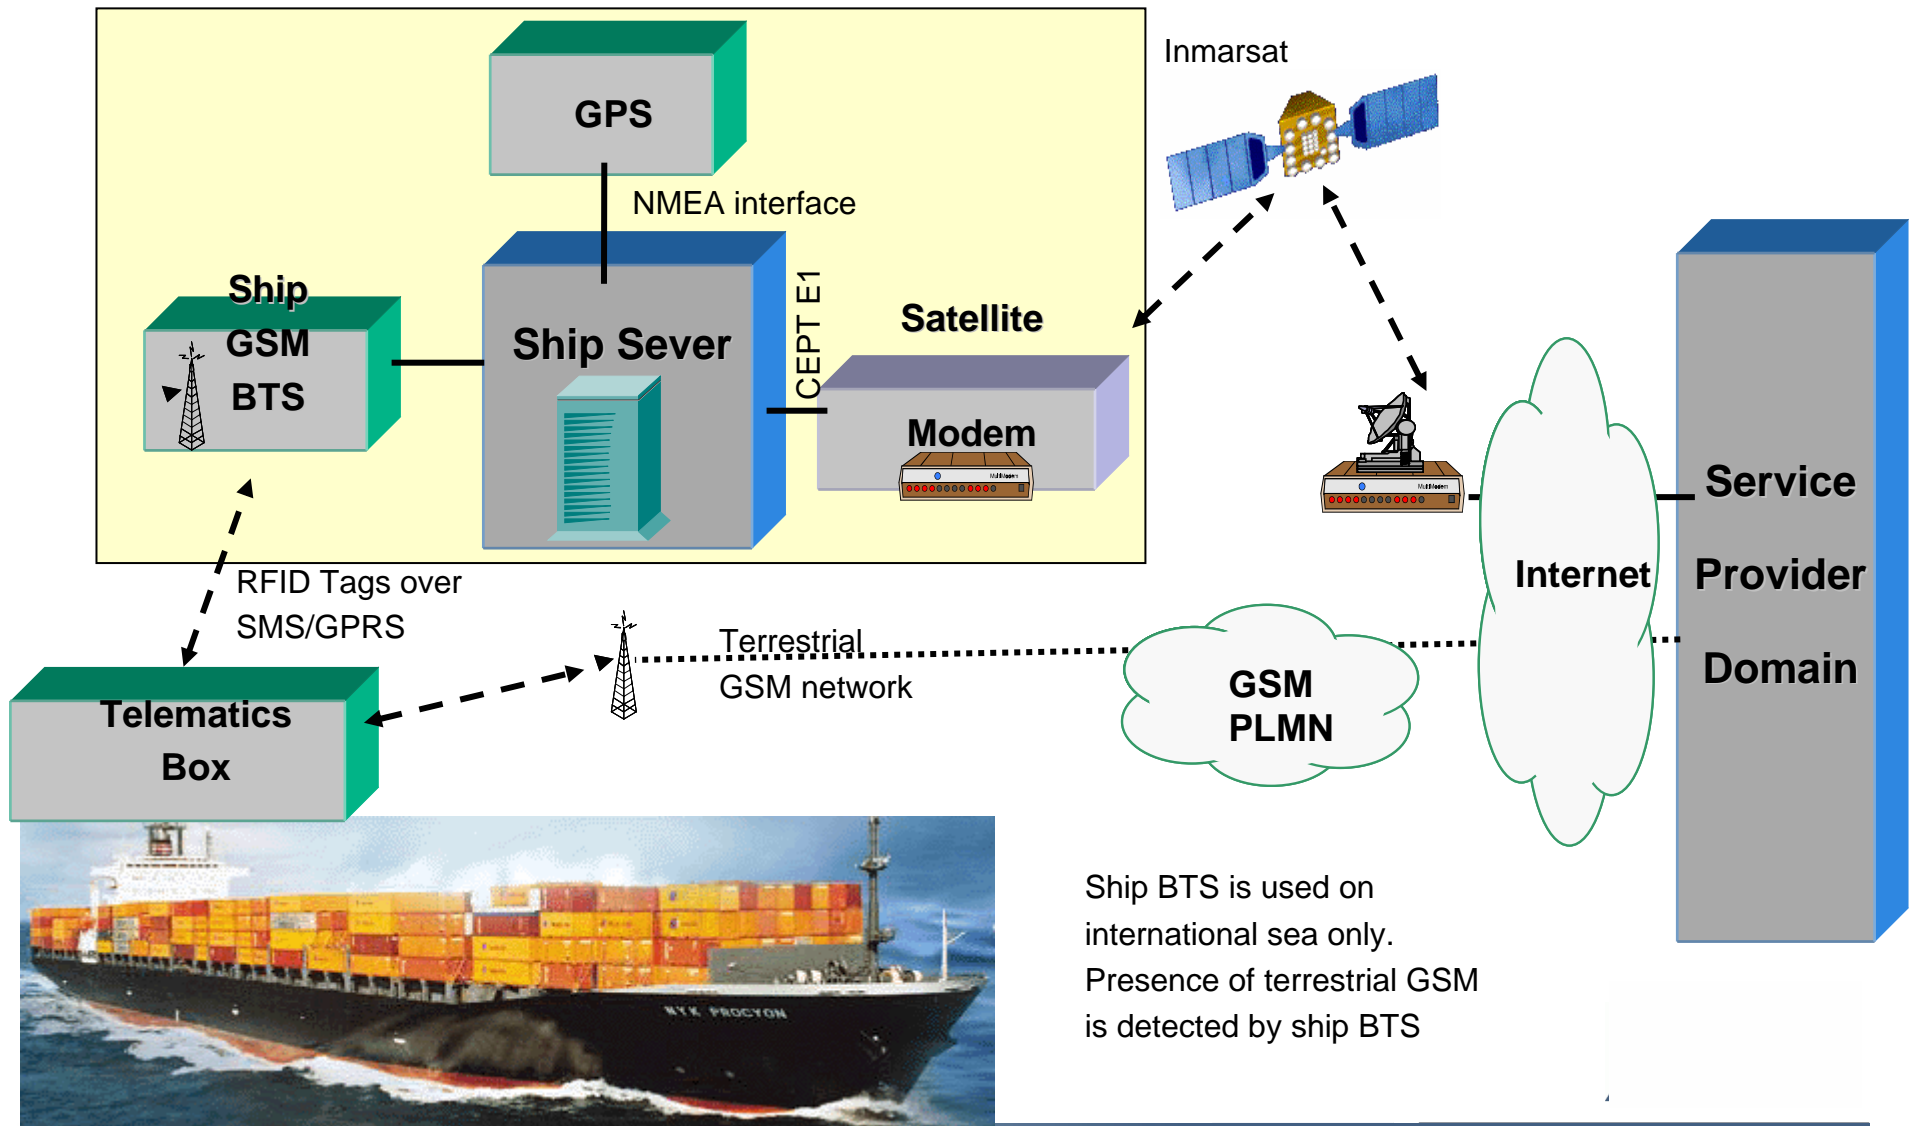 Inmarsat
GPS
NMEA interface
Ship
GSM
BTS
Ship Sever
CEPT E1
Satellite
Modem
MultiModem
MultiModem
Service
Provider
Domain
Internet
RFID Tags over
SMS/GPRS
Terrestrial
GSM network
GSM
PLMN
Telematics
Box
NYK PROCYON
Ship BTS is used on
international sea only.
Presence of terrestrial GSM
is detected by ship BTS